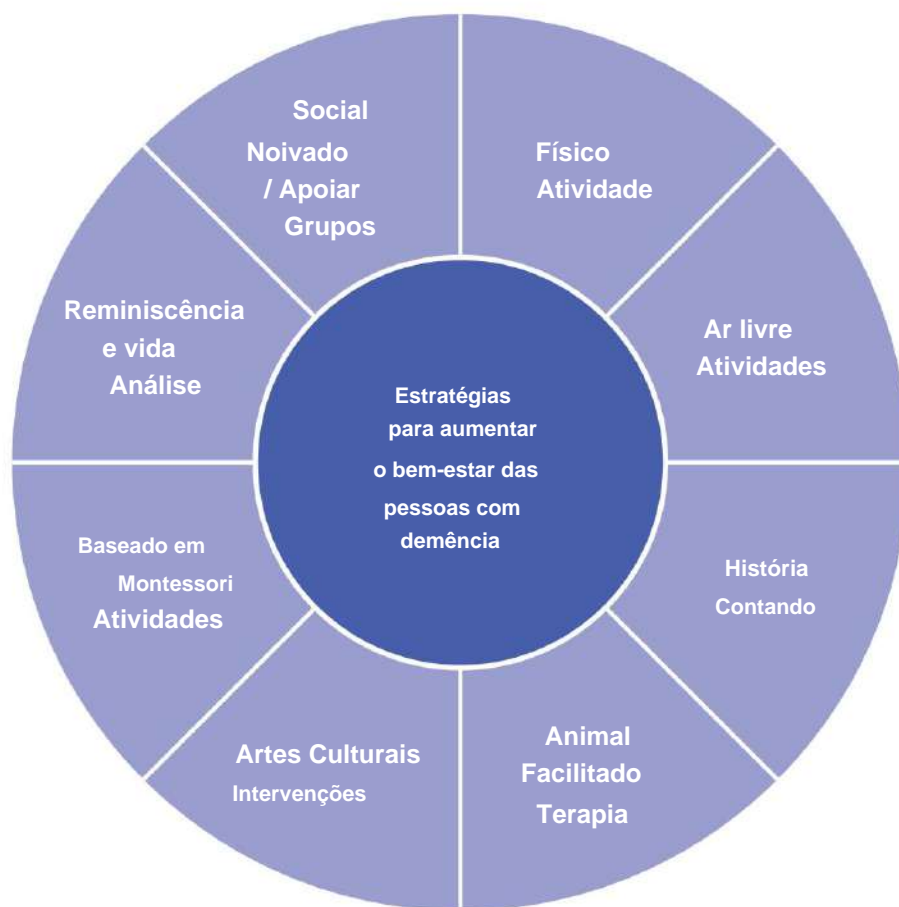 Social
Noivado
/ Apoiar
Grupos
Físico
Atividade
Ar livre
Atividades
História
Contando
Animal
Facilitado
Terapia
Artes Culturais
Intervenções
Baseado em
Montessori
Atividades
Reminiscência
e vida
Análise
Estratégias
para aumentar
o bem-estar das
pessoas com
demência